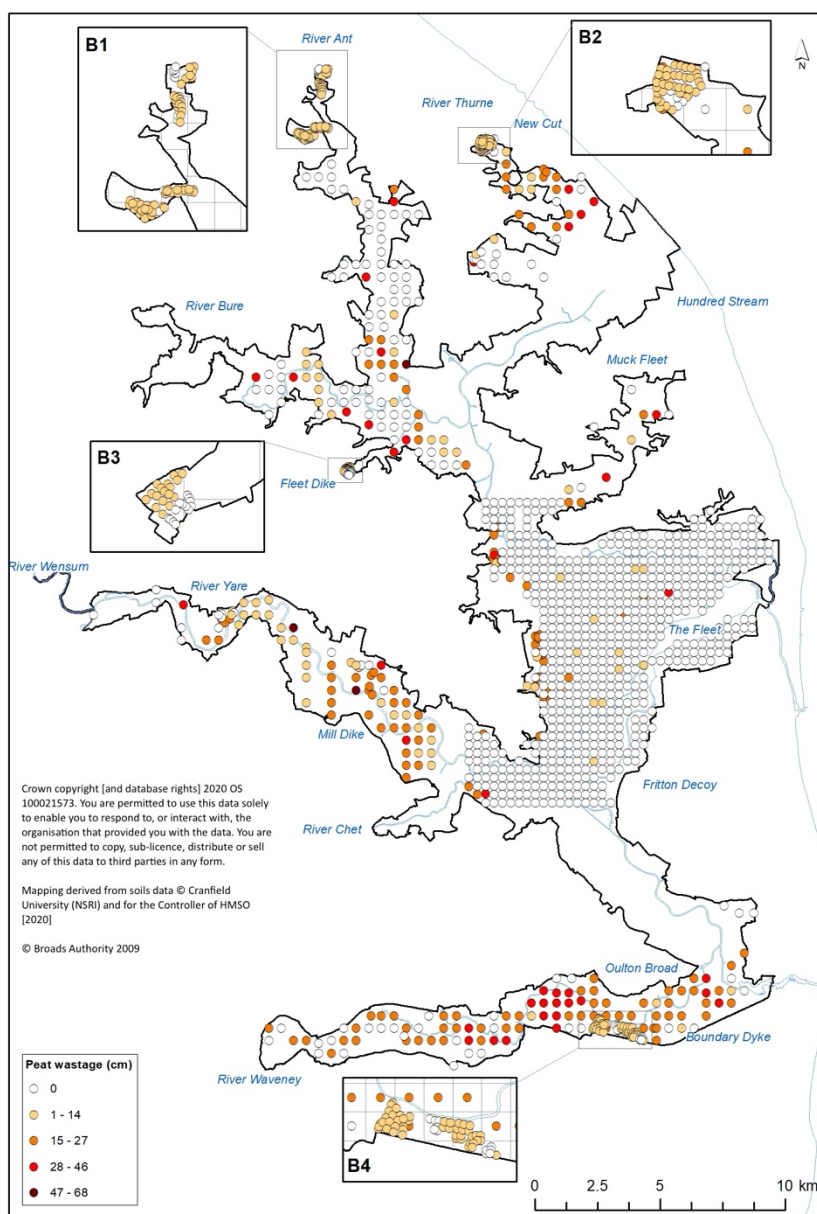 B1
River Ant
B2
N
River Thurne
New Cut
River Bure
Hundred Stream
Muck Fleet
B3
Fleet Dike
River Wensum
River Yare
The Fleet
Mill Dike
Fritton Decoy
River Chet
Crown copyright [and database rights] 2020 OS
100021573. You are permitted to use this data solely
to enable you to respond to, or interact with, the
organisation that provided you with the data. You are
not permitted to copy, sub-licence, distribute or sell
any of this data to third parties in any form.
Mapping derived from soils data © Cranfield
University (NSRI) and for the Controller of HMSO
[2020]
© Broads Authority 2009
Oulton Broad
Boundary Dyke
River Waveney
B4
Peat wastage (cm)
0
1 - 14
15 - 27
28 - 46
47 - 68
0 2.5 5 10 km